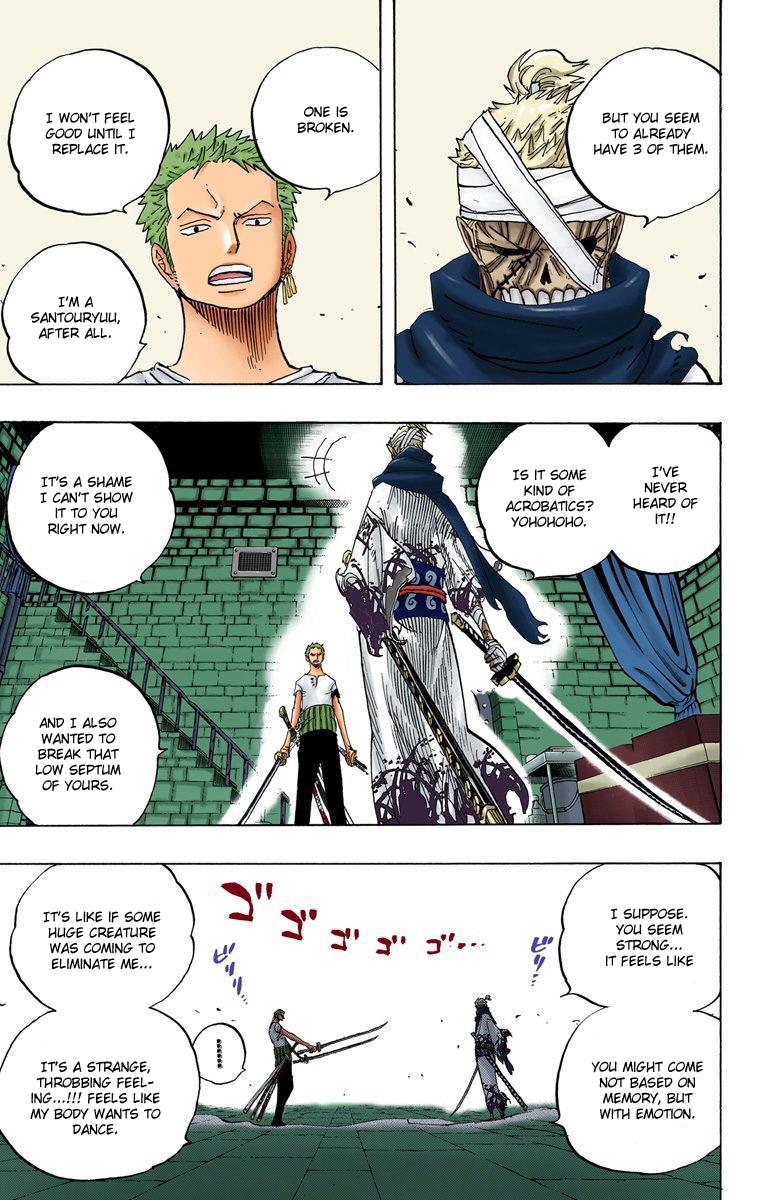 BUT YOU SEEM
TO ALREADY
HAVE 3 OF THEM.
ONE IS
BROKEN.
I WON'T FEEL
GOOD UNTIL I
REPLACE IT.
I'M A
SANTOURYUU,
AFTER ALL.
I'VE
NEVER
HEARD OF
IT!!
IS IT SOME
KIND OF
ACROBATICS?
YOHOHOHO.
IT'S A SHAME
I CAN'T SHOW
IT TO YOU
RIGHT NOW.
AND I ALSO
WANTED TO
BREAK THAT
LOW SEPTUM
OF YOURS.
I SUPPOSE.
YOU SEEM
STRONG...
IT FEELS LIKE
YOU MIGHT COME
NOT BASED ON
MEMORY, BUT
WITH EMOTION.
ゴゴゴゴゴ...
ビッ!
ビリリッ
IT'S LIKE IF SOME
HUGE CREATURE
WAS COMING TO
ELIMINATE ME...
IT'S A STRANGE,
THROBBING FEEL-
ING...!!! FEELS LIKE
MY BODY WANTS TO
DANCE.
......